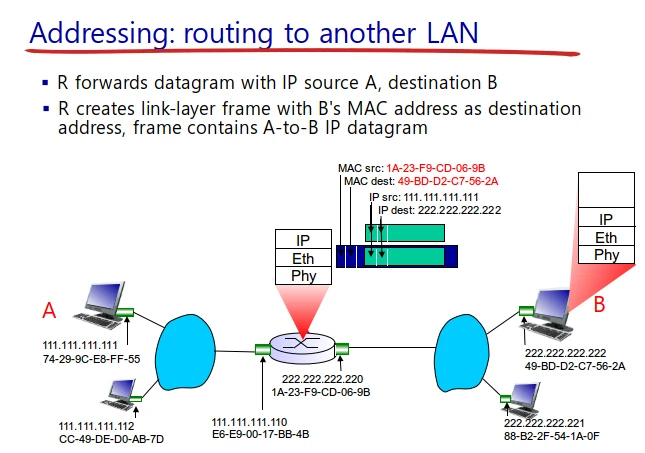 Addressing: routing to another LAN
▪ R forwards datagram with IP source A, destination B
▪ R creates link-layer frame with B's MAC address as destination
address, frame contains A-to-B IP datagram
MAC src: 1A-23-F9-CD-06-9B
MAC dest: 49-BD-D2-C7-56-2A
IP src: 111.111.111.111
IP dest: 222.222.222.222
IP
Eth
Phy
IP
Eth
Phy
A
B
111.111.111.111
74-29-9C-E8-FF-55
222.222.222.222
49-BD-D2-C7-56-2A
222.222.222.220
1A-23-F9-CD-06-9B
111.111.111.112
CC-49-DE-D0-AB-7D
111.111.111.110
E6-E9-00-17-BB-4B
222.222.222.221
88-B2-2F-54-1A-0F